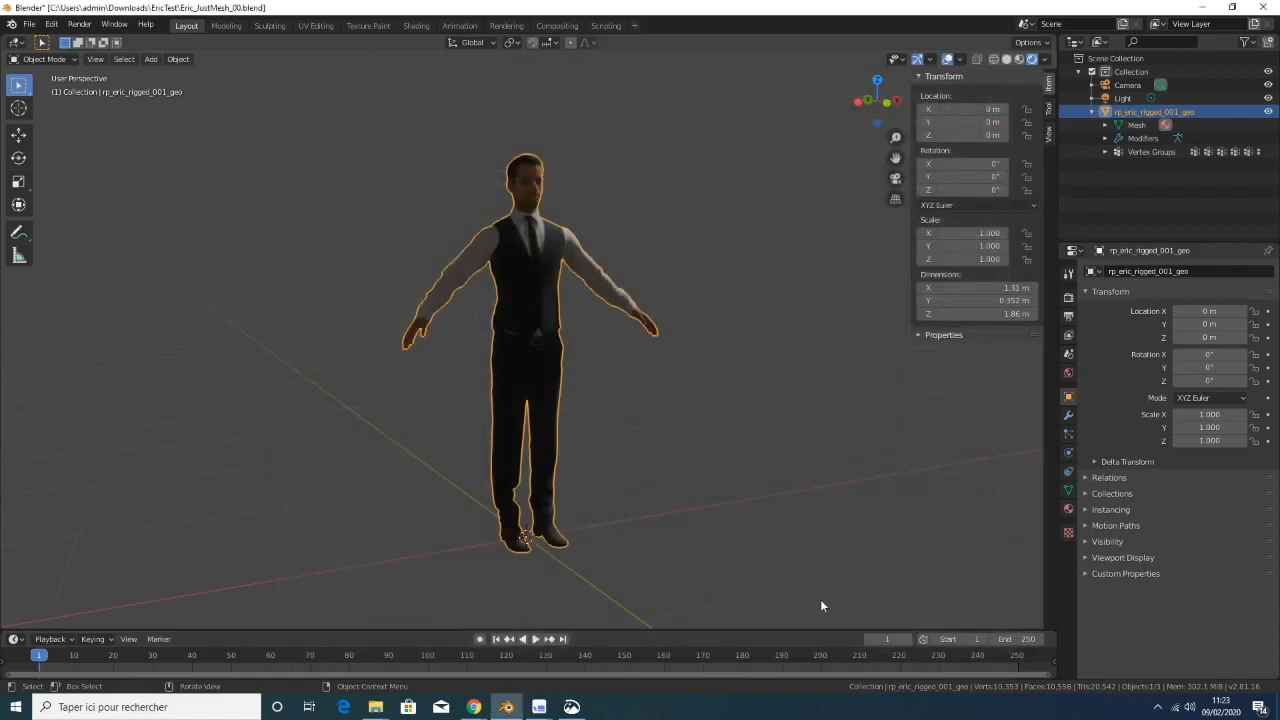 Blender* [C:\Users\admin\Downloads\EricTest\Eric_JustMesh_00.blend]
File Edit Render Window Help Layout Modeling Sculpting UV Editing Texture Paint Shading Animation Rendering Compositing Scripting + Scene View Layer
Global Options
Object Mode View Select Add Object
User Perspective
(1) Collection | rp_eric_rigged_001_geo
Transform
Location:
X 0 m
Y 0 m
Z 0 m
Rotation:
X 0°
Y 0°
Z 0°
XYZ Euler
Scale:
X 1.000
Y 1.000
Z 1.000
Dimensions:
X 1.31 m
Y 0.352 m
Z 1.86 m
Properties
Item
Tool
View
Z
Scene Collection
Collection
Camera
Light
rp_eric_rigged_001_geo
Mesh
Modifiers
Vertex Groups
rp_eric_rigged_001_geo
rp_eric_rigged_001_geo
Transform
Location X 0 m
Y 0 m
Z 0 m
Rotation X 0°
Y 0°
Z 0°
Mode XYZ Euler
Scale X 1.000
Y 1.000
Z 1.000
Delta Transform
Relations
Collections
Instancing
Motion Paths
Visibility
Viewport Display
Custom Properties
Playback Keying View Marker 1 Start 1 End 250
1 10 20 30 40 50 60 70 80 90 100 110 120 130 140 150 160 170 180 190 200 210 220 230 240 250
Select Box Select Rotate View Object Context Menu Collection | rp_eric_rigged_001_geo | Verts:10,353 | Faces:10,558 | Tris:20,542 | Objects:1/3 | Mem: 302.1 MiB | v2.81.16
Taper ici pour rechercher
11:23
09/02/2020
14